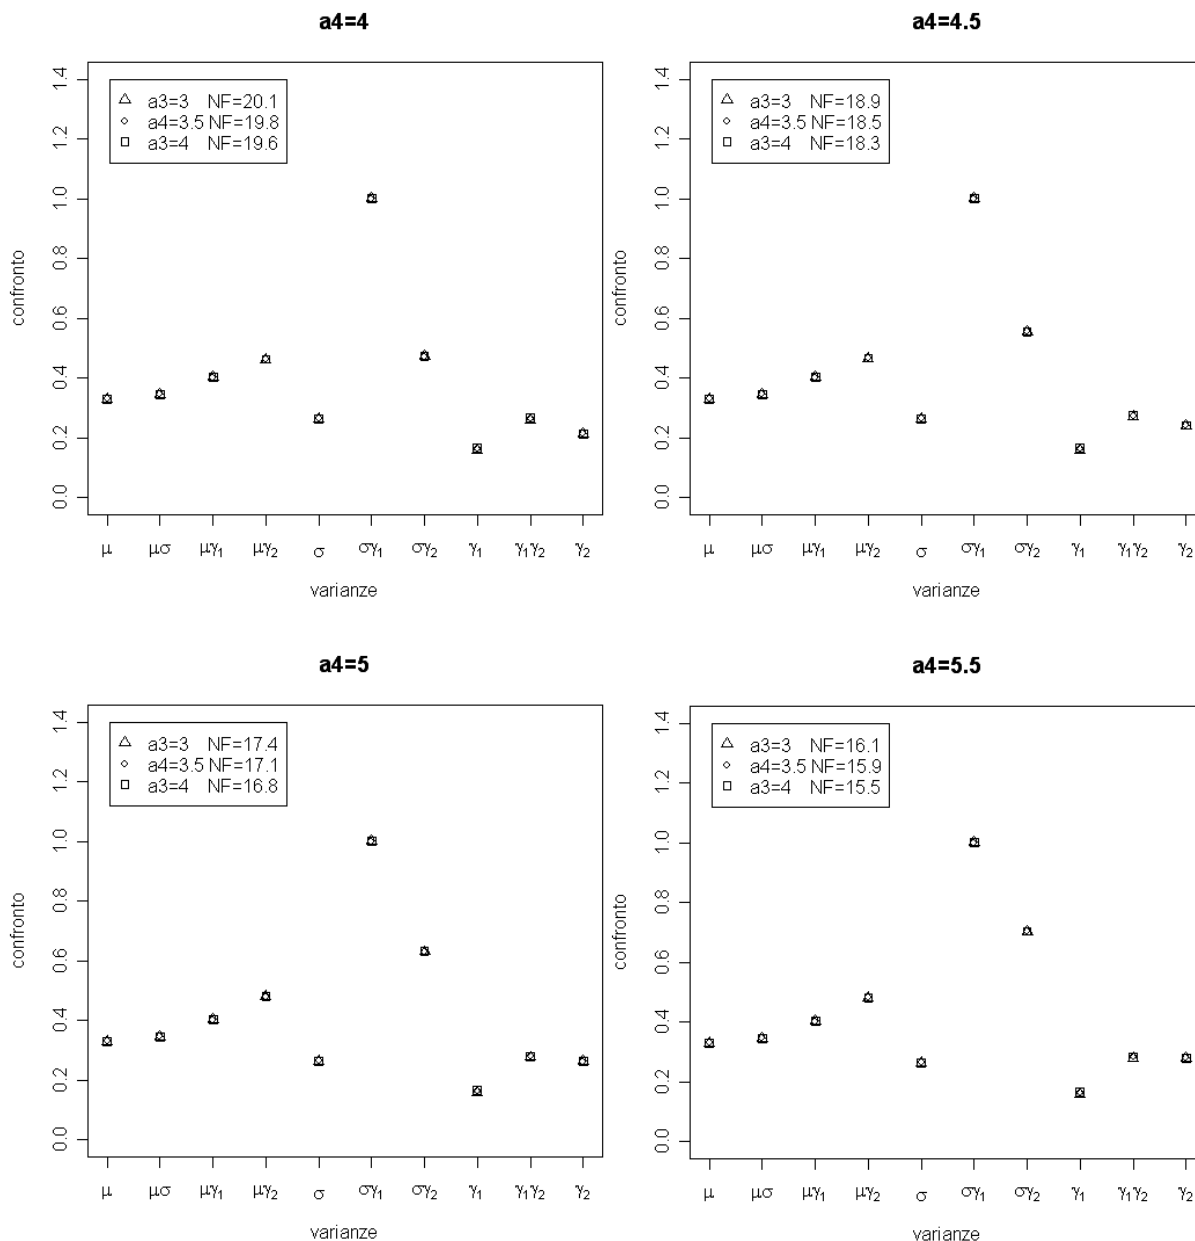 a4=4
a3=3 NF=20.1
a4=3.5 NF=19.8
a3=4 NF=19.6
confronto
1.4
1.2
1.0
0.8
0.6
0.4
0.2
0.0
μ μσ μγ1 μγ2 σ σγ1 σγ2 γ1 γ1γ2 γ2
varianze
a4=4.5
a3=3 NF=18.9
a4=3.5 NF=18.5
a3=4 NF=18.3
confronto
1.4
1.2
1.0
0.8
0.6
0.4
0.2
0.0
μ μσ μγ1 μγ2 σ σγ1 σγ2 γ1 γ1γ2 γ2
varianze
a4=5
a3=3 NF=17.4
a4=3.5 NF=17.1
a3=4 NF=16.8
confronto
1.4
1.2
1.0
0.8
0.6
0.4
0.2
0.0
μ μσ μγ1 μγ2 σ σγ1 σγ2 γ1 γ1γ2 γ2
varianze
a4=5.5
a3=3 NF=16.1
a4=3.5 NF=15.9
a3=4 NF=15.5
confronto
1.4
1.2
1.0
0.8
0.6
0.4
0.2
0.0
μ μσ μγ1 μγ2 σ σγ1 σγ2 γ1 γ1γ2 γ2
varianze